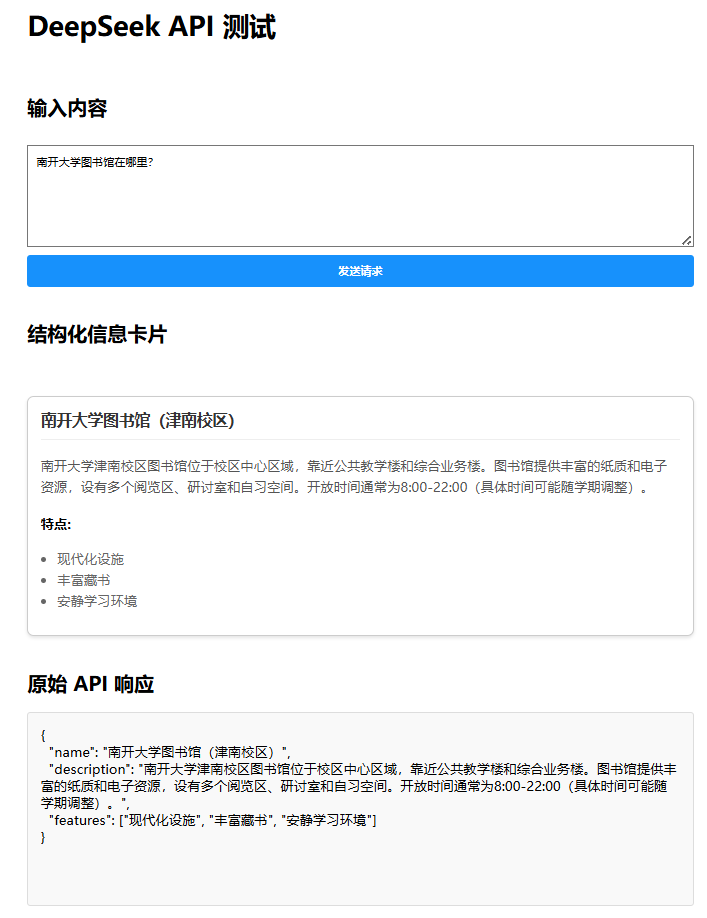 DeepSeek API 测试
输入内容
南开大学图书馆在哪里?
发送请求
结构化信息卡片
南开大学图书馆（津南校区）
南开大学津南校区图书馆位于校区中心区域，靠近公共教学楼和综合业务楼。图书馆提供丰富的纸质和电子
资源，设有多个阅览区、研讨室和自习空间。开放时间通常为8:00-22:00（具体时间可能随学期调整）。
特点:
现代化设施
丰富藏书
安静学习环境
原始 API 响应
{
"name": "南开大学图书馆（津南校区）",
"description": "南开大学津南校区图书馆位于校区中心区域，靠近公共教学楼和综合业务楼。图书馆提供丰
富的纸质和电子资源，设有多个阅览区、研讨室和自习空间。开放时间通常为8:00-22:00（具体时间可能随
学期调整）。",
"features": ["现代化设施", "丰富藏书", "安静学习环境"]
}